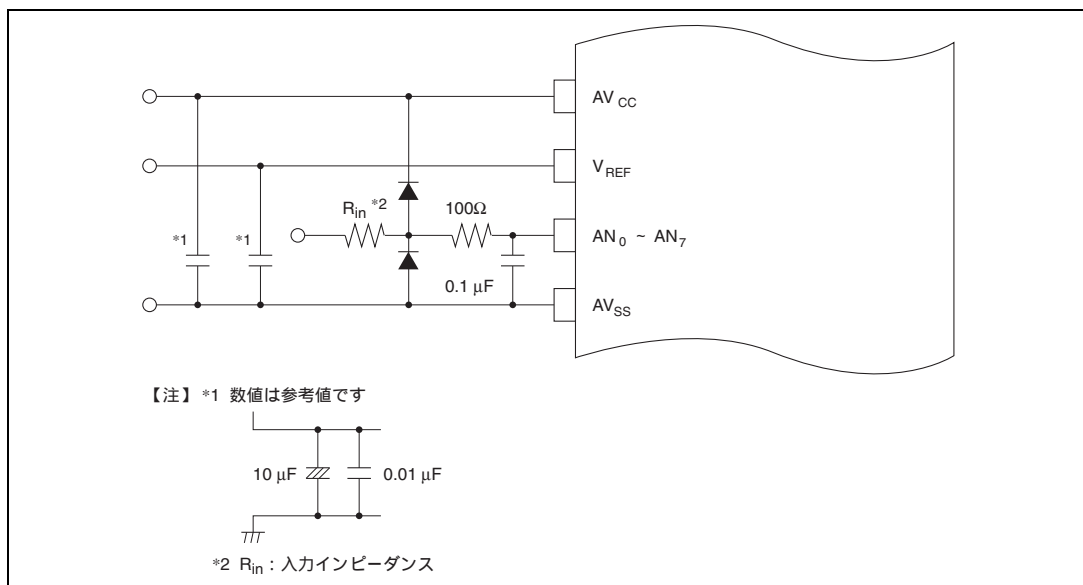 AVCC
VREF
Rin *2
100Ω
AN0 ~ AN7
*1
*1
0.1 μF
AVSS
【注】 *1 数値は参考値です
10 μF
0.01 μF
*2 Rin：入力インピーダンス